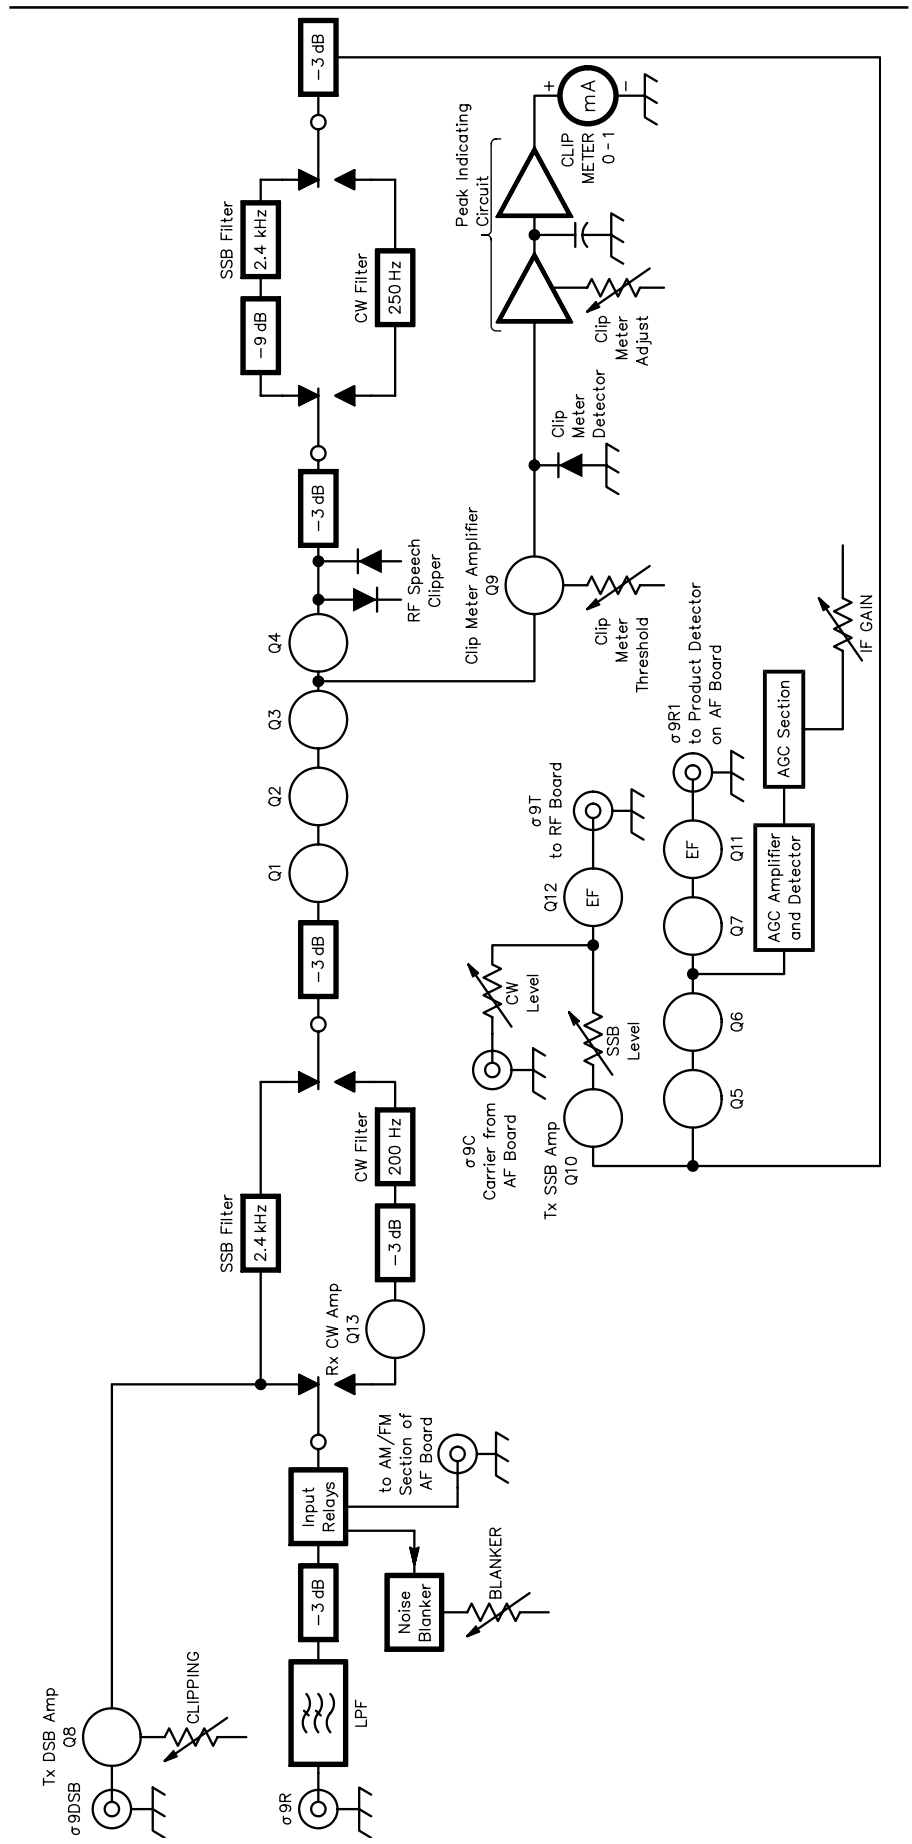 σ9DSB
Tx DSB Amp
Q8
CLIPPING
σ9R
LPF
−3 dB
Input
Relays
Noise
Blanker
BLANKER
to AM/FM
Section of
AF Board
Rx CW Amp
Q13
SSB Filter
2.4 kHz
−3 dB
CW Filter
200 Hz
−3 dB
Q1
Q2
Q3
Q4
RF Speech
Clipper
−3 dB
−9 dB
SSB Filter
2.4 kHz
CW Filter
250 Hz
−3 dB
Clip Meter Amplifier
Q9
Clip
Meter
Threshold
Clip
Meter
Detector
Peak Indicating
Circuit
Clip
Meter
Adjust
+
mA
−
CLIP
METER
0-1
σ9C
Carrier from
AF Board
CW
Level
Tx SSB Amp
Q10
SSB
Level
Q12
EF
σ9T
to RF Board
Q5
Q6
Q7
EF
Q11
σ9R1
to Product Detector
on AF Board
AGC Amplifier
and Detector
AGC Section
IF GAIN